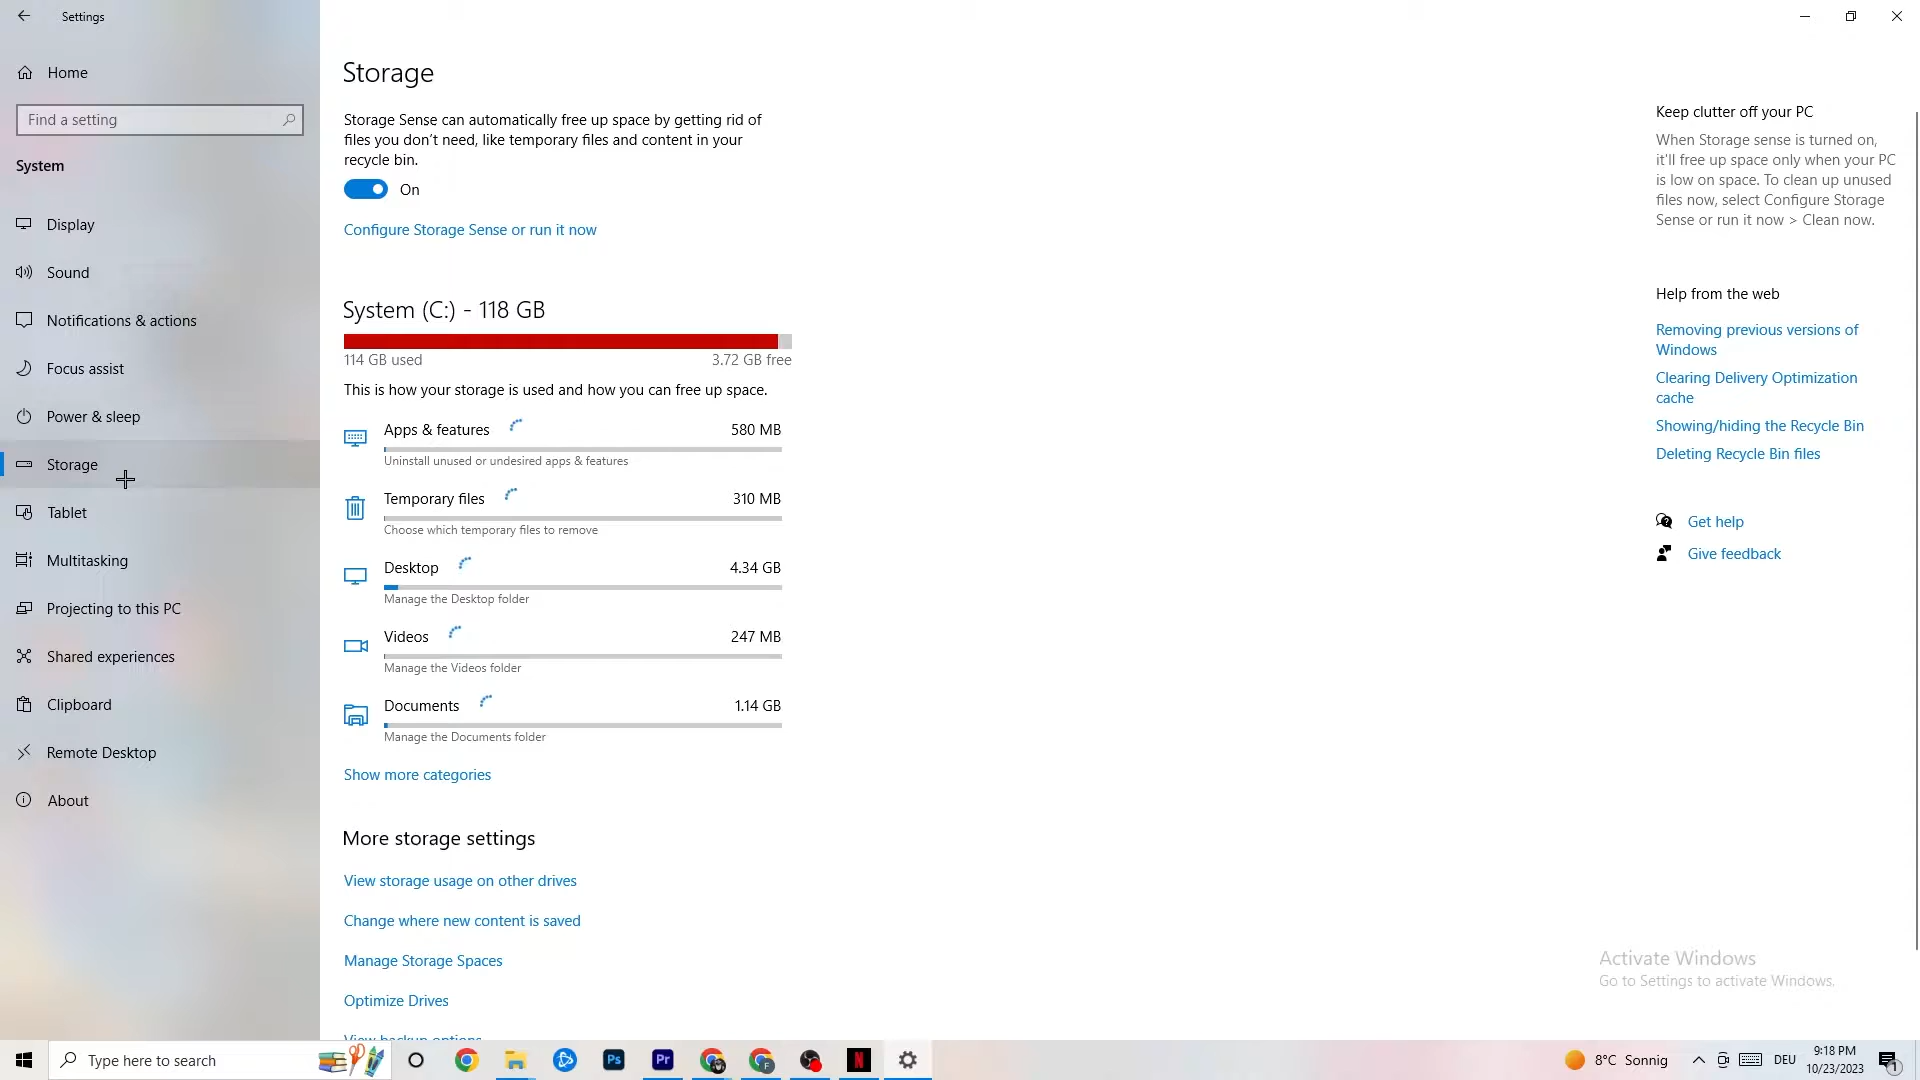 Settings
Home
Find a setting
System
Display
Sound
Notifications & actions
Focus assist
Power & sleep
Storage
Tablet
Multitasking
Projecting to this PC
Shared experiences
Clipboard
Remote Desktop
About
Storage
Storage Sense can automatically free up space by getting rid of
files you don't need, like temporary files and content in your
recycle bin.
On
Configure Storage Sense or run it now
System (C:) - 118 GB
114 GB used 3.72 GB free
This is how your storage is used and how you can free up space.
Apps & features 580 MB
Uninstall unused or undesired apps & features
Temporary files 310 MB
Choose which temporary files to remove
Desktop 4.34 GB
Manage the Desktop folder
Videos 247 MB
Manage the Videos folder
Documents 1.14 GB
Manage the Documents folder
Show more categories
More storage settings
View storage usage on other drives
Change where new content is saved
Manage Storage Spaces
Optimize Drives
View backup options
Keep clutter off your PC
When Storage sense is turned on,
it'll free up space only when your PC
is low on space. To clean up unused
files now, select Configure Storage
Sense or run it now > Clean now.
Help from the web
Removing previous versions of
Windows
Clearing Delivery Optimization
cache
Showing/hiding the Recycle Bin
Deleting Recycle Bin files
Get help
Give feedback
Activate Windows
Go to Settings to activate Windows.
Type here to search
Ps
Pr
F
N
8°C Sonnig
DEU
9:18 PM
10/23/2023
1